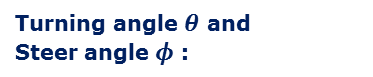 Turning angle θ and
Steer angle ϕ :